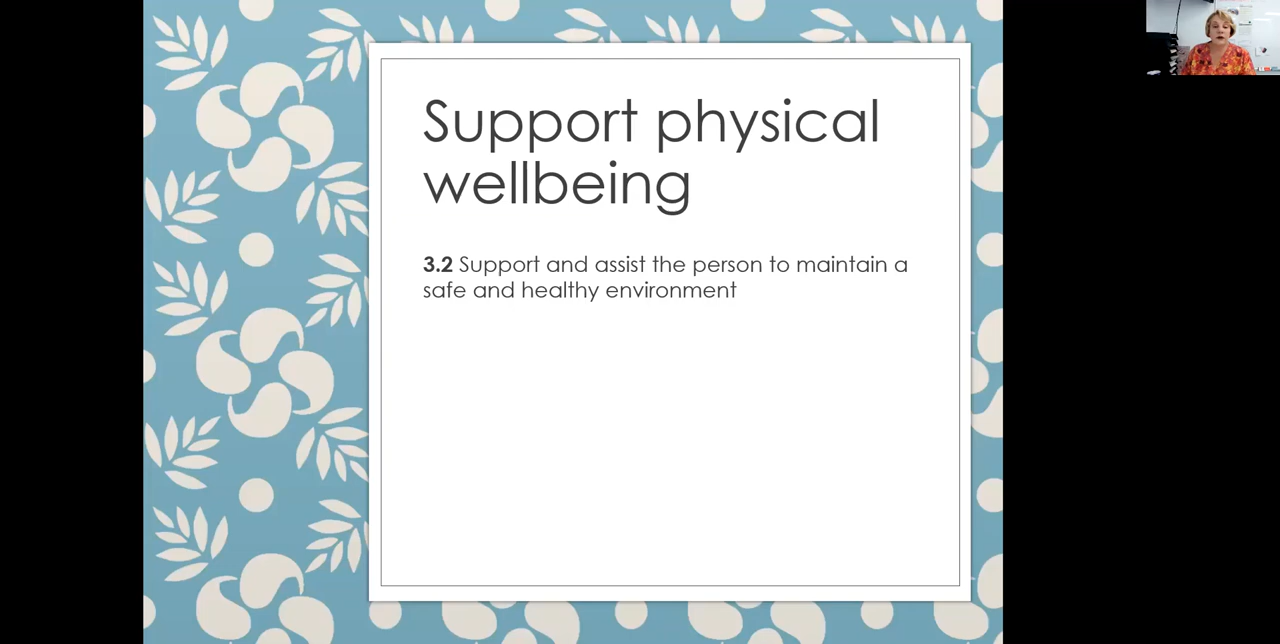 Support physical
wellbeing
3.2 Support and assist the person to maintain a
safe and healthy environment